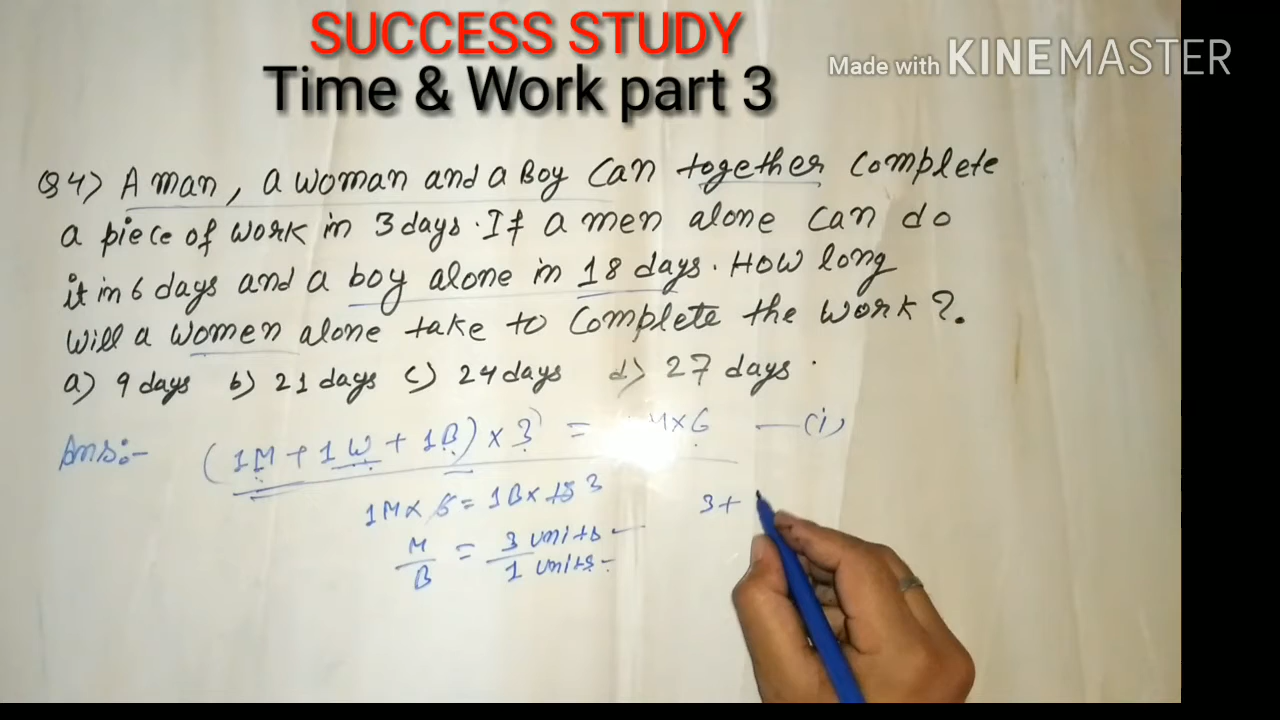 SUCCESS STUDY
Made with KINEMASTER
Time & Work part 3
Q4) A man, a woman and a Boy can together complete
a piece of work in 3 days. If a men alone can do
it in 6 days and a boy alone in 18 days. How long
will a women alone take to complete the work?.
a) 9 days b) 21 days c) 24 days d) 27 days.
Ans:- (1M + 1W + 1B) × 3 = M×6 — (i)
1M× 6 = 1B× 18 3
M/B = 3 units / 1 units
3+